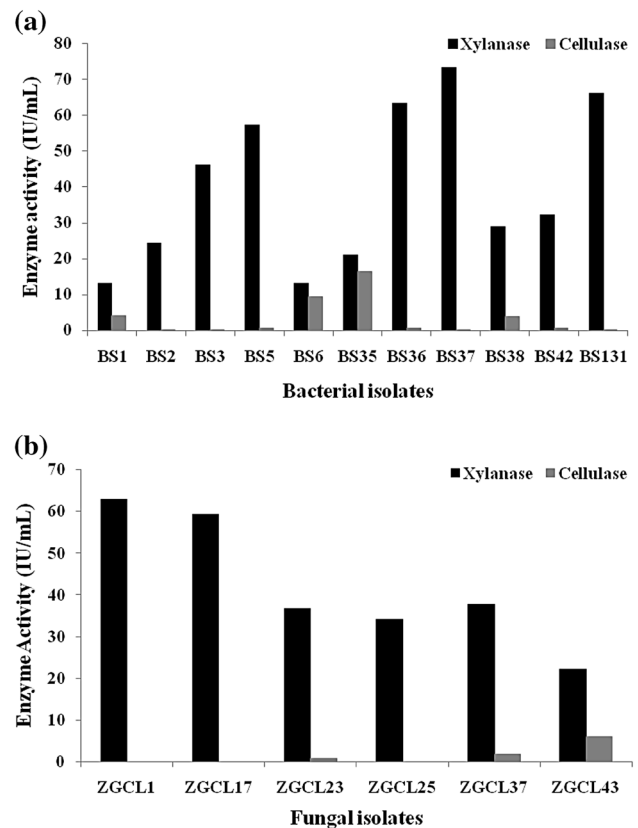 (a)
80
70
60
50
40
30
20
10
0
Enzyme activity (IU/mL)
Xylanase Cellulase
BS1 BS2 BS3 BS5 BS6 BS35 BS36 BS37 BS38 BS42 BS131
Bacterial isolates
(b)
70
60
50
40
30
20
10
0
Enzyme Activity (IU/mL)
Xylanase Cellulase
ZGCL1 ZGCL17 ZGCL23 ZGCL25 ZGCL37 ZGCL43
Fungal isolates